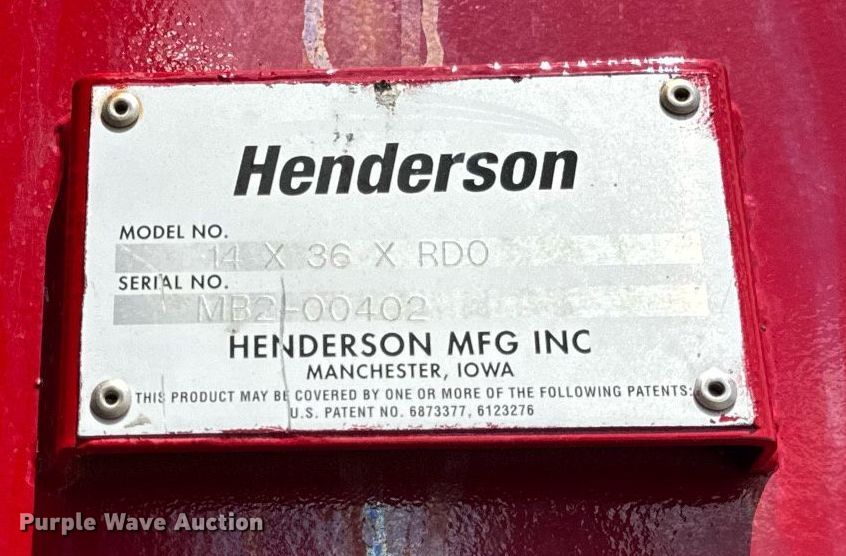 Henderson
MODEL NO.
14 X 36 X RDO
SERIAL NO.
MB2-00402
HENDERSON MFG INC
MANCHESTER, IOWA
THIS PRODUCT MAY BE COVERED BY ONE OR MORE OF THE FOLLOWING PATENTS:
U.S. PATENT NO. 6873377, 6123276
Purple Wave Auction